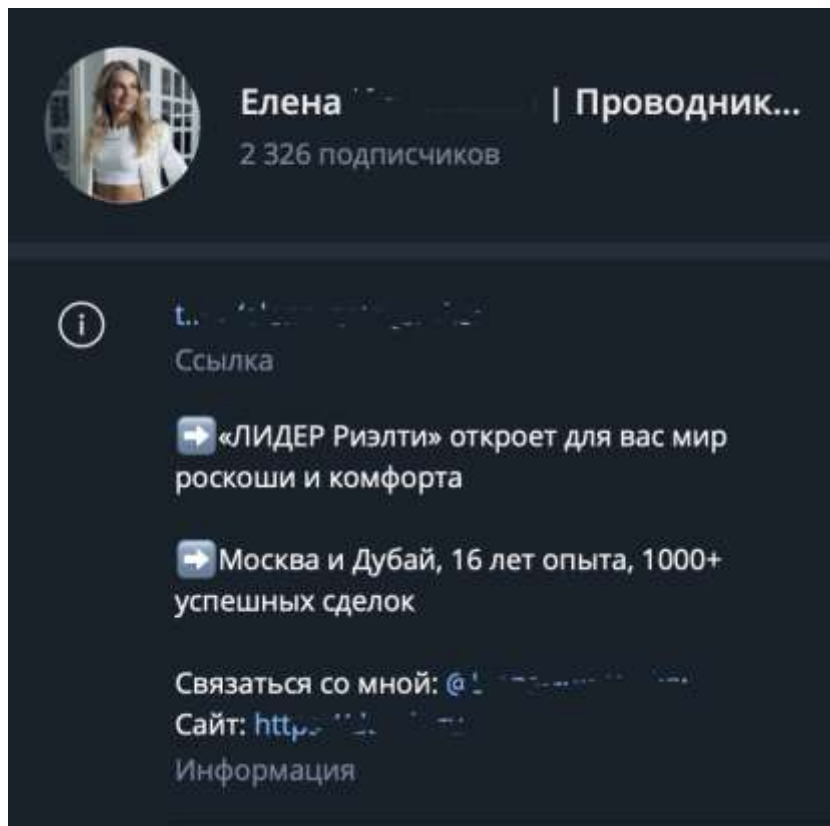 Елена | Проводник...
2 326 подписчиков
Ссылка
➡️«ЛИДЕР Риэлти» откроет для вас мир
роскоши и комфорта
➡️Москва и Дубай, 16 лет опыта, 1000+
успешных сделок
Связаться со мной: @
Сайт:
Информация